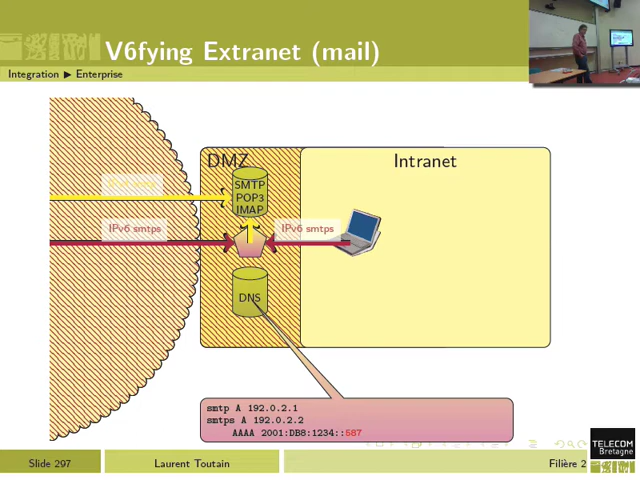 V6fying Extranet (mail)
Integration ▶ Enterprise
DMZ
Intranet
SMTP
POP3
IMAP
IPv6 smtps
IPv6 smtps
DNS
smtp A 192.0.2.1
smtps A 192.0.2.2
AAAA 2001:DB8:1234::587
TELECOM
Bretagne
Slide 297
Laurent Toutain
Filière 2